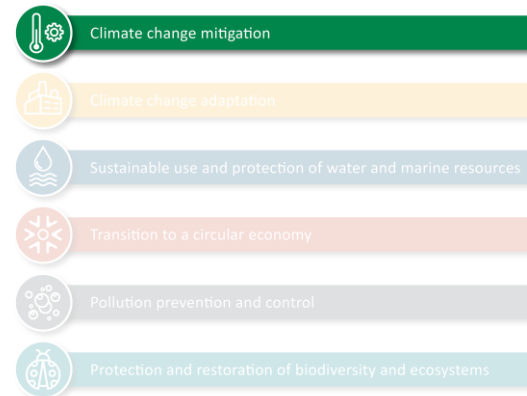 Climate change mitigation
Climate change adaptation
Sustainable use and protection of water and marine resources
Transition to a circular economy
Pollution prevention and control
Protection and restoration of biodiversity and ecosystems